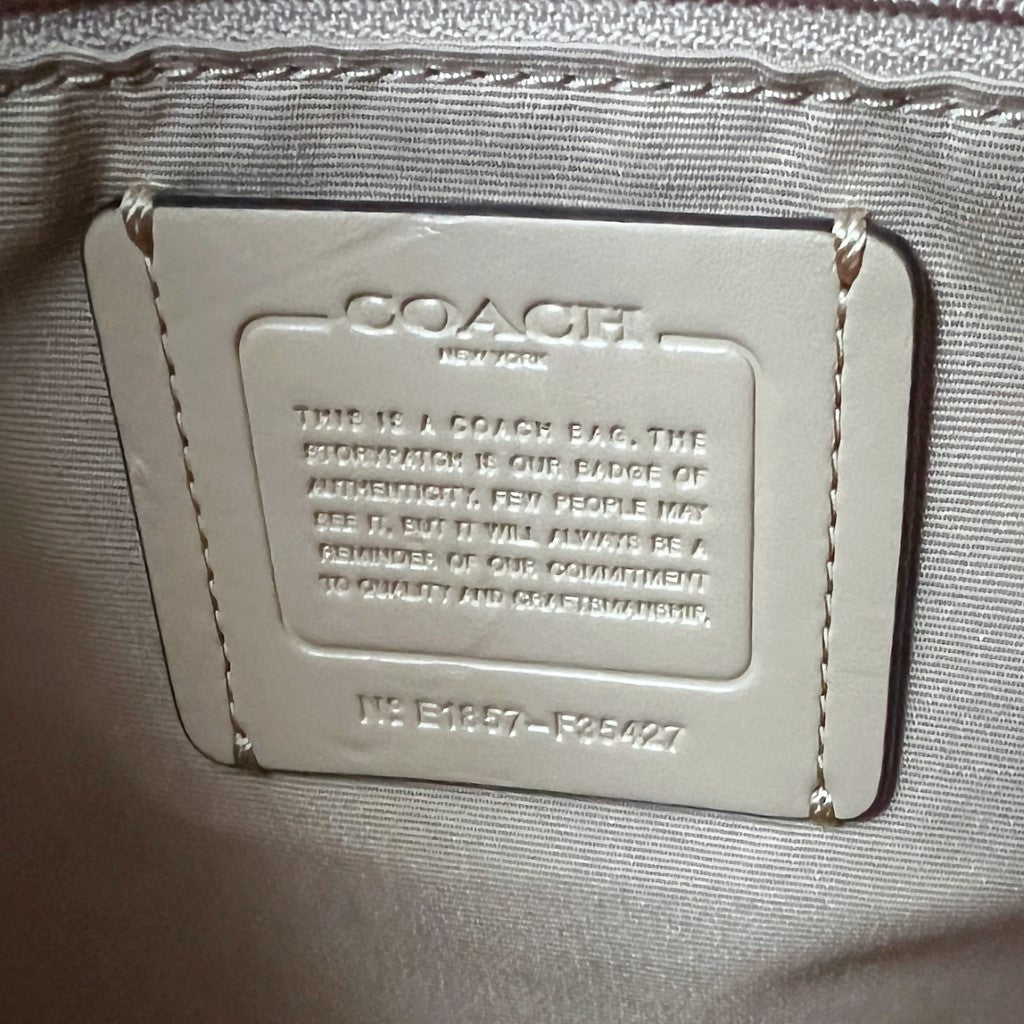 COACH
NEW YORK
THIS IS A COACH BAG. THE
STORYPATCH IS OUR BADGE OF
AUTHENTICITY. FEW PEOPLE MAY
SEE IT, BUT IT WILL ALWAYS BE A
REMINDER OF OUR COMMITMENT
TO QUALITY AND CRAFTSMANSHIP.
Nº E1857-F35427